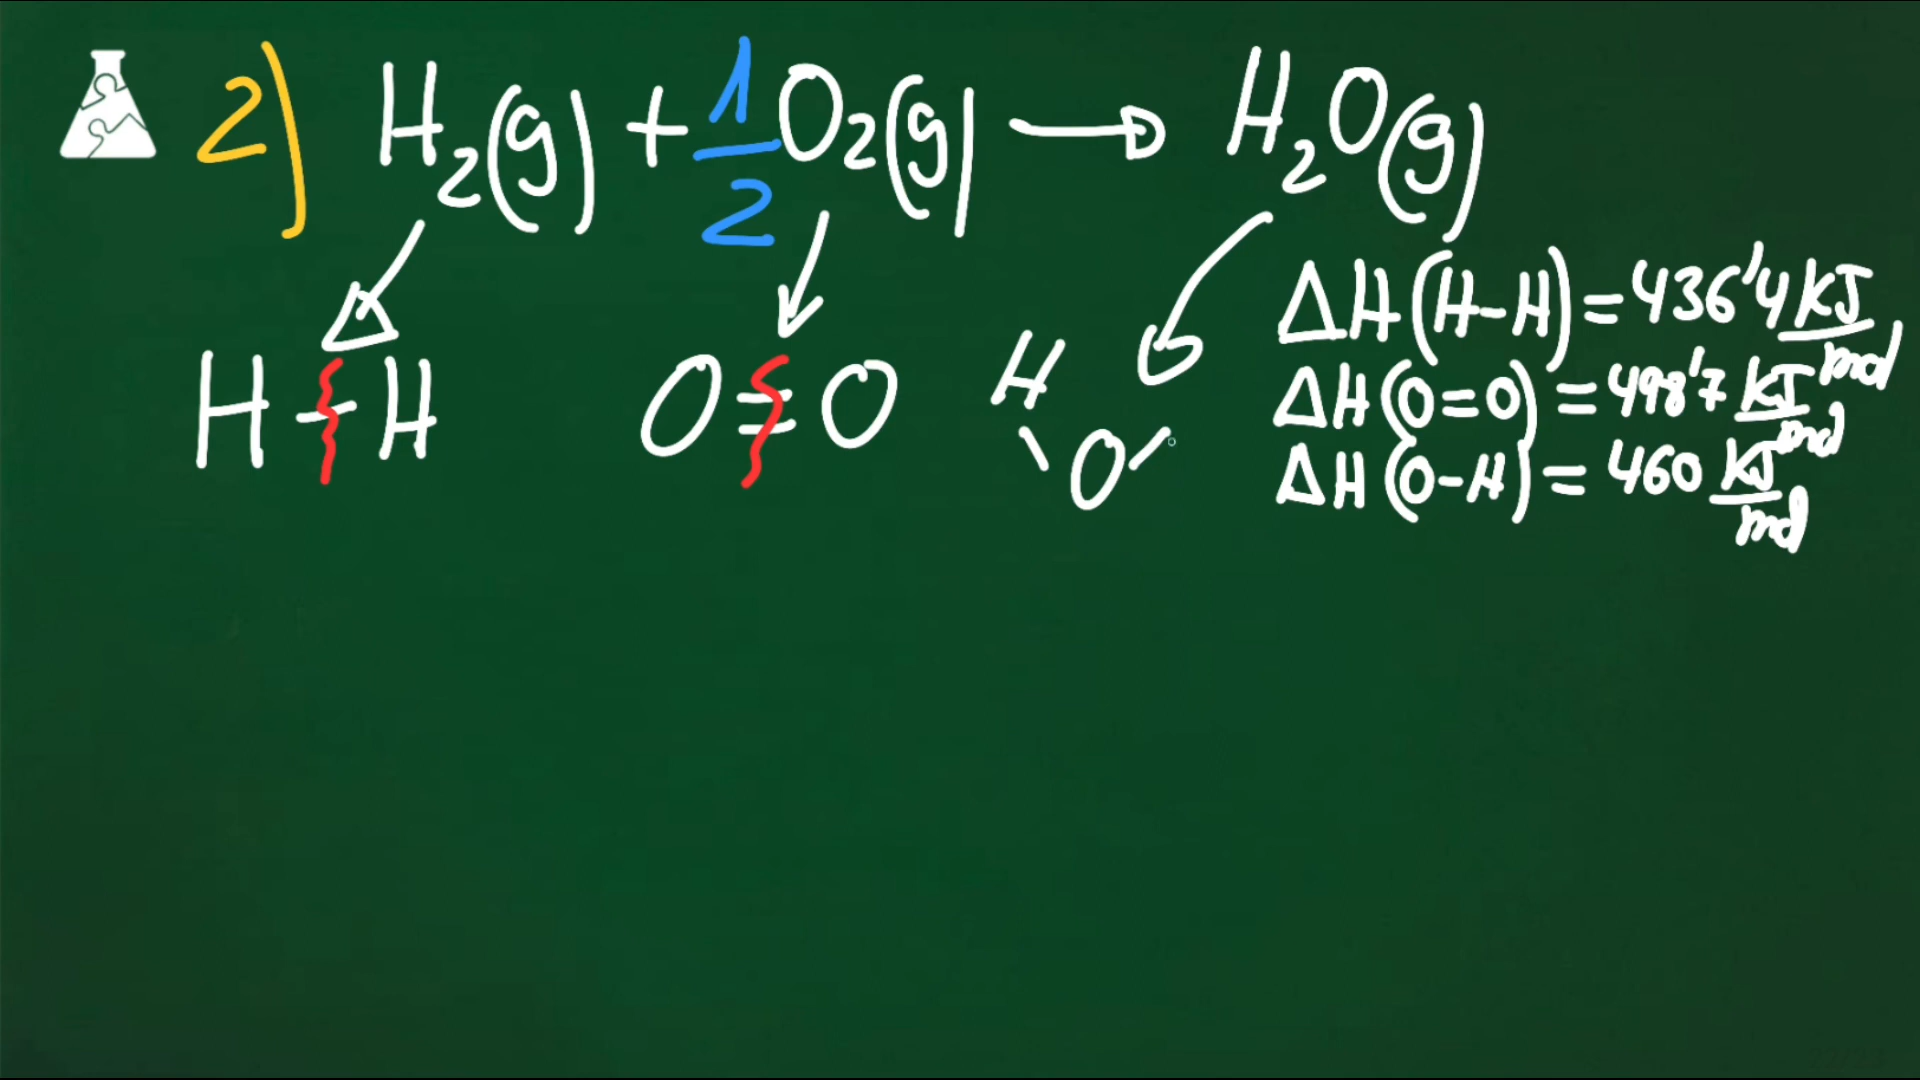 2) H₂(g) + 1/2 O₂(g) → H₂O(g)
ΔH(H-H) = 436'4 kJ/mol
ΔH(O=O) = 498'7 kJ/mol
ΔH(O-H) = 460 kJ/mol
H-H
O=O
H
\O/